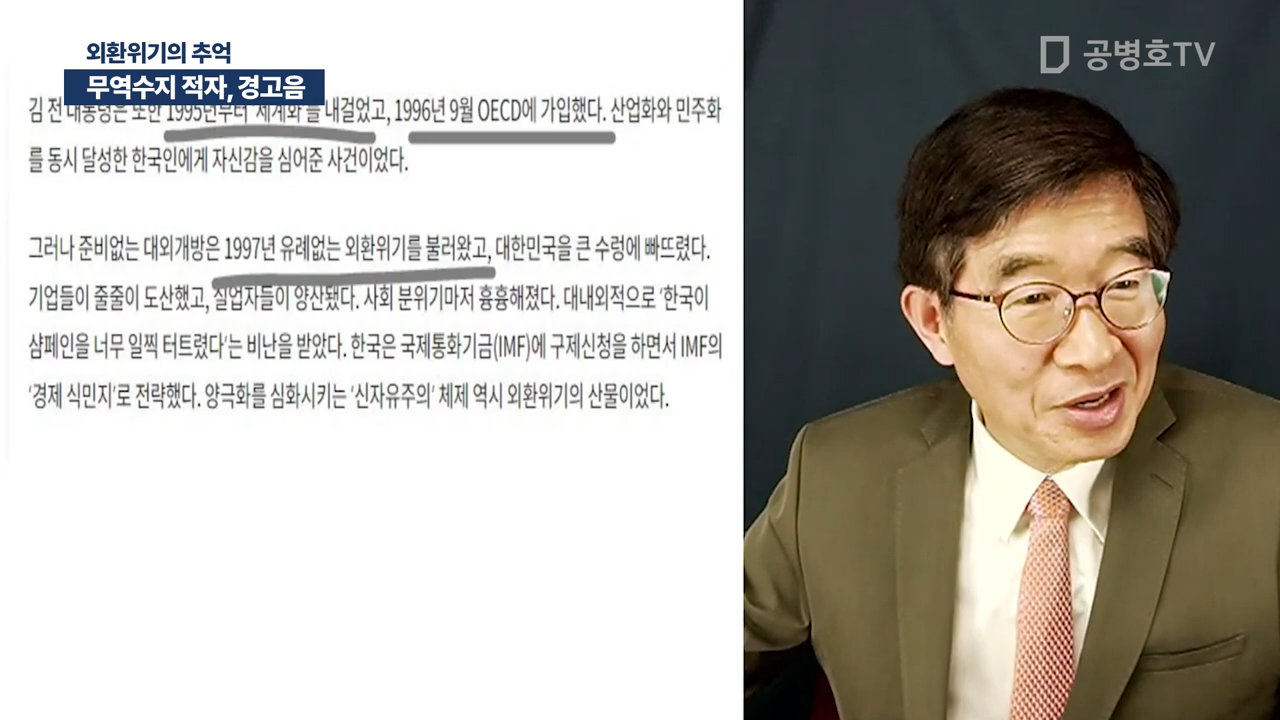 외환위기의 추억
무역수지 적자, 경고음
공병호TV
김 전 대통령은 또한 1995년부터 '세계화'를 내걸었고, 1996년 9월 OECD에 가입했다. 산업화와 민주화
를 동시 달성한 한국인에게 자신감을 심어준 사건이었다.
그러나 준비없는 대외개방은 1997년 유례없는 외환위기를 불러왔고, 대한민국을 큰 수렁에 빠뜨렸다.
기업들이 줄줄이 도산했고, 실업자들이 양산됐다. 사회 분위기마저 흉흉해졌다. 대내외적으로 '한국이
샴페인을 너무 일찍 터트렸다'는 비난을 받았다. 한국은 국제통화기금(IMF)에 구제신청을 하면서 IMF의
'경제 식민지'로 전략했다. 양극화를 심화시키는 '신자유주의' 체제 역시 외환위기의 산물이었다.